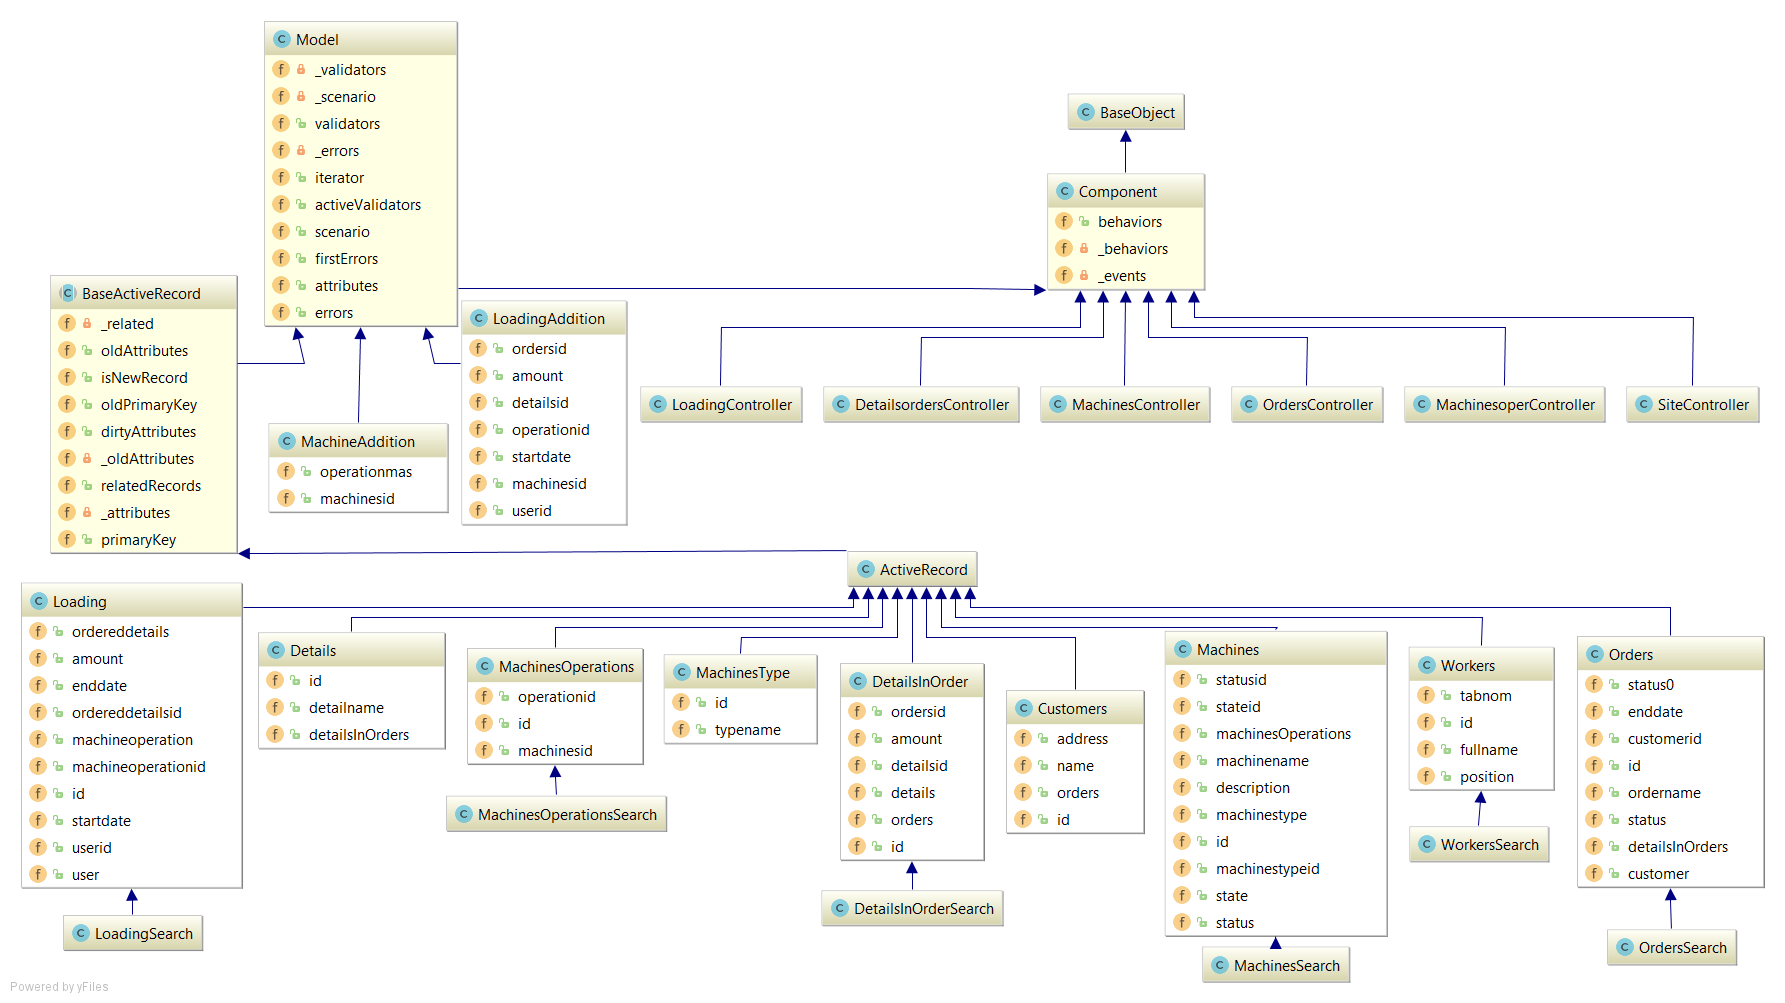 Model
_validators
_scenario
validators
_errors
iterator
activeValidators
scenario
firstErrors
attributes
errors
BaseObject
Component
behaviors
_behaviors
_events
BaseActiveRecord
_related
oldAttributes
isNewRecord
oldPrimaryKey
dirtyAttributes
_oldAttributes
relatedRecords
_attributes
primaryKey
MachineAddition
operationmas
machinesid
LoadingAddition
ordersid
amount
detailsid
operationid
startdate
machinesid
userid
LoadingController
DetailsordersController
MachinesController
OrdersController
MachinesoperController
SiteController
ActiveRecord
Loading
ordereddetails
amount
enddate
ordereddetailsid
machineoperation
machineoperationid
id
startdate
userid
user
LoadingSearch
Details
id
detailname
detailsInOrders
MachinesOperations
operationid
id
machinesid
MachinesOperationsSearch
MachinesType
id
typename
DetailsInOrder
ordersid
amount
detailsid
details
orders
id
DetailsInOrderSearch
Customers
address
name
orders
id
Machines
statusid
stateid
machinesOperations
machinename
description
machinestype
id
machinestypeid
state
status
MachinesSearch
Workers
tabnom
id
fullname
position
WorkersSearch
Orders
status0
enddate
customerid
id
ordername
status
detailsInOrders
customer
OrdersSearch
Powered by yFiles